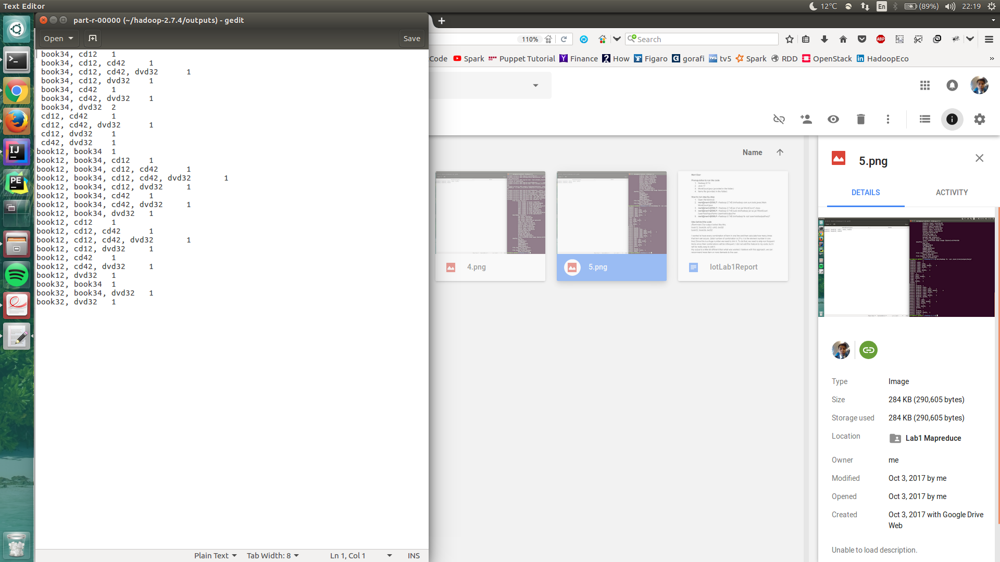 Text Editor
12°C
En
(89%)
22:19
part-r-00000 (~/hadoop-2.7.4/outputs) - gedit
Open
Save
book34, cd12	1
book34, cd12, cd42	1
book34, cd12, cd42, dvd32	1
book34, cd12, dvd32	1
book34, cd42	1
book34, cd42, dvd32	1
book34, dvd32	2
cd12, cd42	1
cd12, cd42, dvd32	1
cd12, dvd32	1
cd42, dvd32	1
book12, book34	1
book12, book34, cd12	1
book12, book34, cd12, cd42	1
book12, book34, cd12, cd42, dvd32	1
book12, book34, cd12, dvd32	1
book12, book34, cd42	1
book12, book34, cd42, dvd32	1
book12, book34, dvd32	1
book12, cd12	1
book12, cd12, cd42	1
book12, cd12, cd42, dvd32	1
book12, cd12, dvd32	1
book12, cd42	1
book12, cd42, dvd32	1
book12, dvd32	1
book32, book34	1
book32, book34, dvd32	1
book32, dvd32	1
Plain Text
Tab Width: 8
Ln 1, Col 1
INS
110%
Search
ABP
Code
Spark
Puppet Tutorial
Finance
How
Figaro
gorafi
tv5
Spark
RDD
OpenStack
HadoopEco
Name
4.png
5.png
IotLab1Report
5.png
DETAILS
ACTIVITY
Type Image
Size 284 KB (290,605 bytes)
Storage used 284 KB (290,605 bytes)
Location Lab1 Mapreduce
Owner me
Modified Oct 3, 2017 by me
Opened Oct 3, 2017 by me
Created Oct 3, 2017 with Google Drive
Web
Unable to load description.